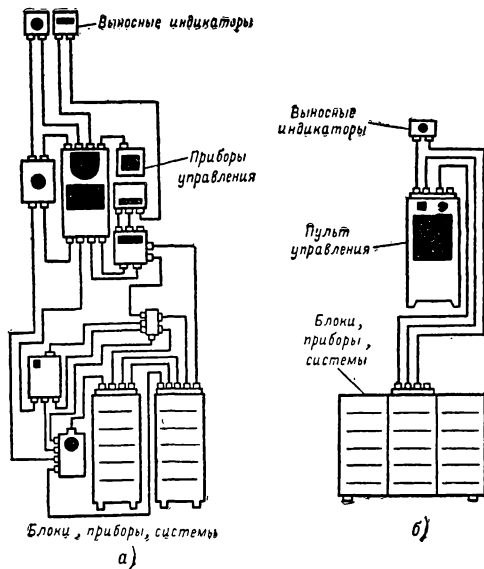 Выносные индикаторы
Приборы
управления
Блоки, приборы, системы
а)
Выносные
индикаторы
Пульт
управления
Блоки,
приборы,
системы
б)